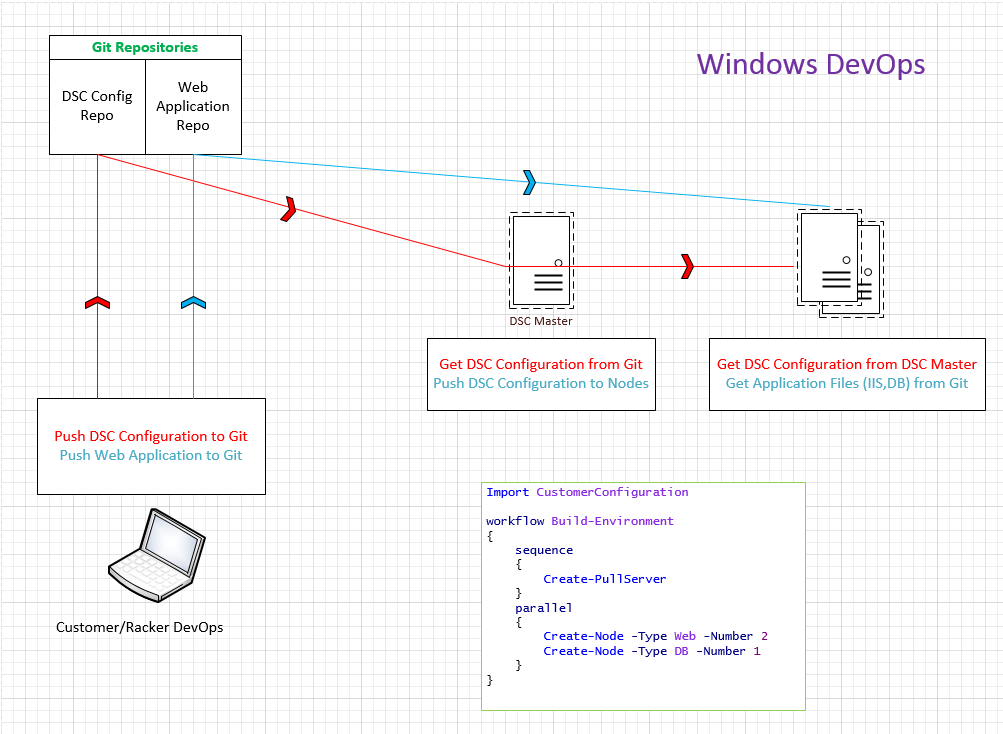 Git Repositories
Windows DevOps
DSC Config
Repo
Web
Application
Repo
DSC Master
Get DSC Configuration from Git
Push DSC Configuration to Nodes
Get DSC Configuration from DSC Master
Get Application Files (IIS,DB) from Git
Push DSC Configuration to Git
Push Web Application to Git
Customer/Racker DevOps
Import CustomerConfiguration
workflow Build-Environment
{
    sequence
    {
        Create-PullServer
    }
    parallel
    {
        Create-Node -Type Web -Number 2
        Create-Node -Type DB -Number 1
    }
}